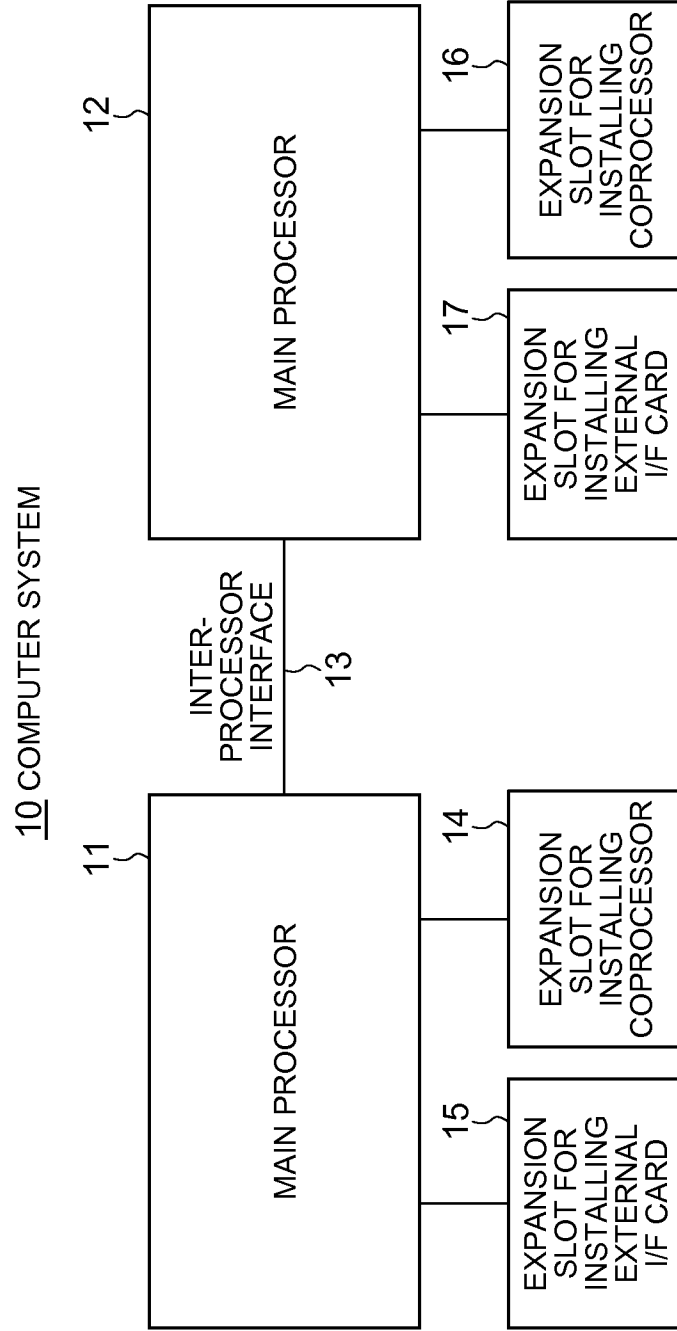 10 COMPUTER SYSTEM
11
MAIN PROCESSOR
INTER-
PROCESSOR
INTERFACE
13
12
MAIN PROCESSOR
15
EXPANSION
SLOT FOR
INSTALLING
EXTERNAL
I/F CARD
14
EXPANSION
SLOT FOR
INSTALLING
COPROCESSOR
17
EXPANSION
SLOT FOR
INSTALLING
EXTERNAL
I/F CARD
16
EXPANSION
SLOT FOR
INSTALLING
COPROCESSOR